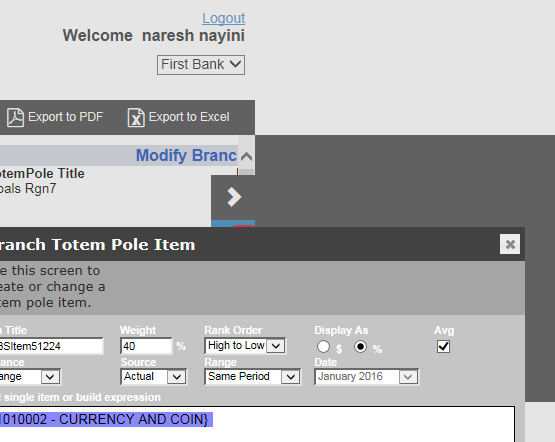 Logout
Welcome naresh nayini
First Bank
Export to PDF Export to Excel
Modify Branc
otemPole Title
oals Rgn7
ranch Totem Pole Item
e this screen to
eate or change a
tem pole item.
Title Weight Rank Order Display As Avg
BSItem51224 40 % High to Low $ %
ance Source Range Date
ange Actual Same Period January 2016
single item or build expression
1010002 - CURRENCY AND COIN}